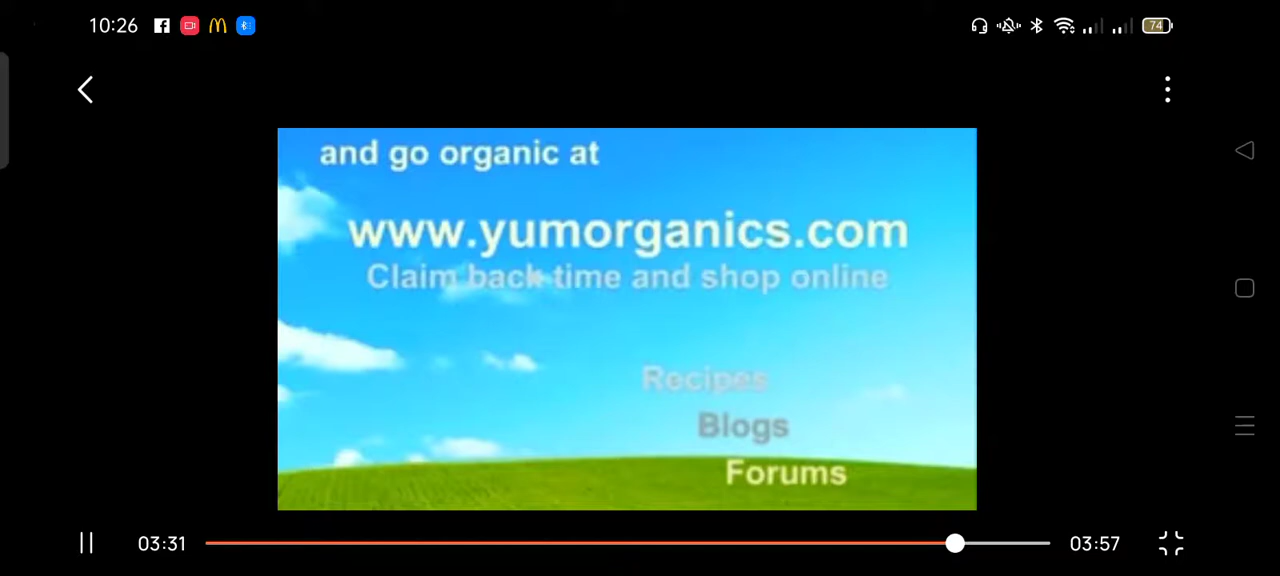 10:26
74
and go organic at
www.yumorganics.com
Claim back time and shop online
Recipes
Blogs
Forums
03:31
03:57